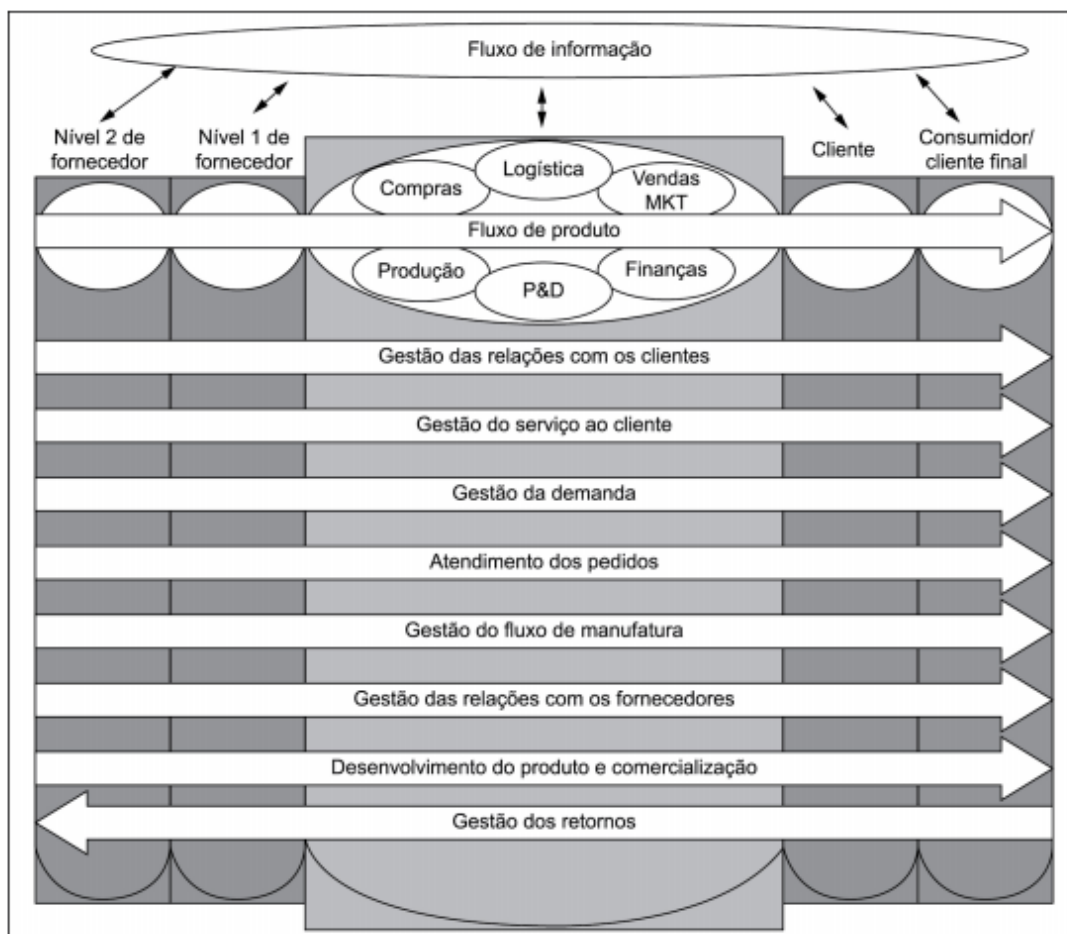 Fluxo de informação
Nível 2 de
fornecedor
Nível 1 de
fornecedor
Cliente
Consumidor/
cliente final
Logística
Compras
Vendas
MKT
Fluxo de produto
Produção
P&D
Finanças
Gestão das relações com os clientes
Gestão do serviço ao cliente
Gestão da demanda
Atendimento dos pedidos
Gestão do fluxo de manufatura
Gestão das relações com os fornecedores
Desenvolvimento do produto e comercialização
Gestão dos retornos